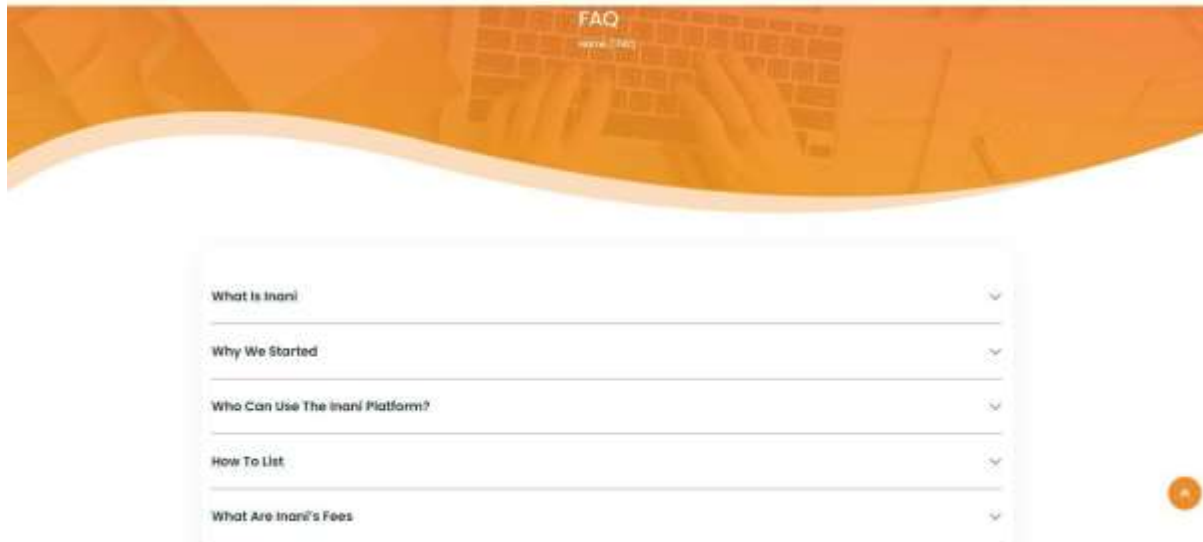 FAQ
What Is Inani
Why We Started
Who Can Use The Inani Platform?
How To List
What Are Inani's Fees